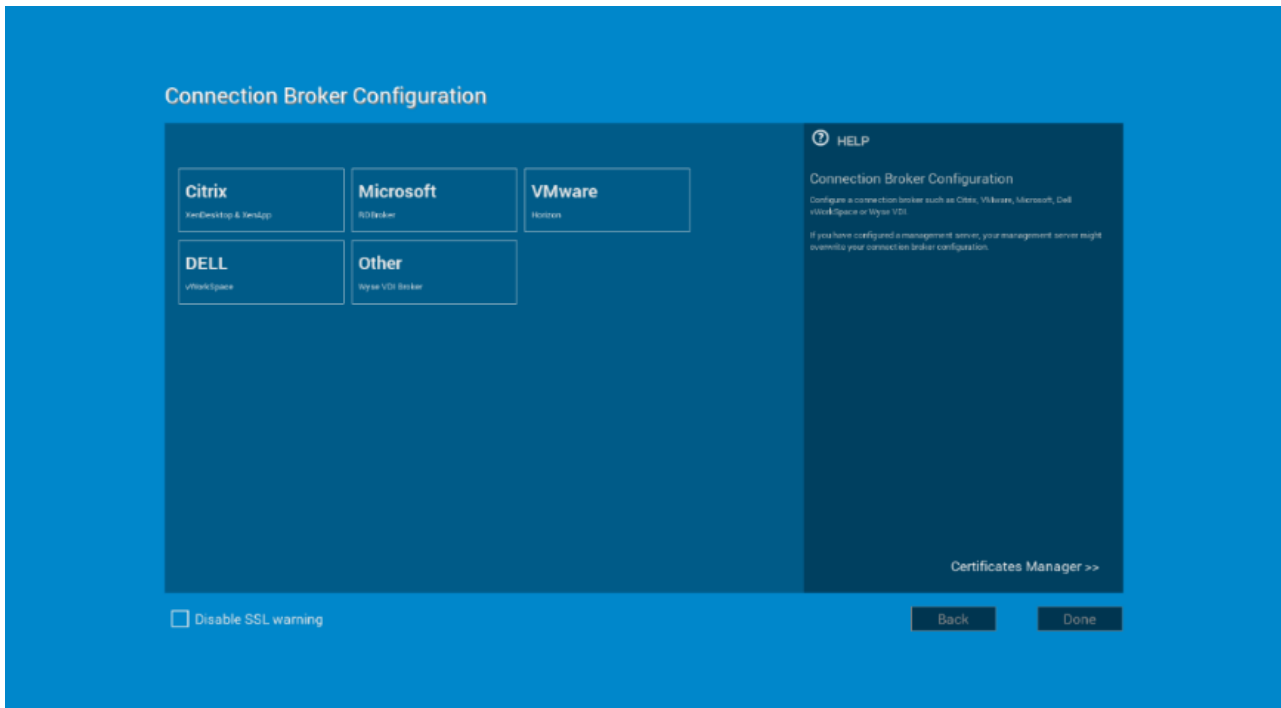 Connection Broker Configuration
Citrix
XenDesktop & XenApp
Microsoft
RD Broker
VMware
Horizon
DELL
vWorkSpace
Other
Wyse VDI Broker
HELP
Connection Broker Configuration
Configure a connection broker such as Citrix, VMware, Microsoft, Dell
vWorkSpace or Wyse VDI.
If you have configured a management server, your management server might
overwrite your connection broker configuration.
Certificates Manager >>
Disable SSL warning
Back
Done